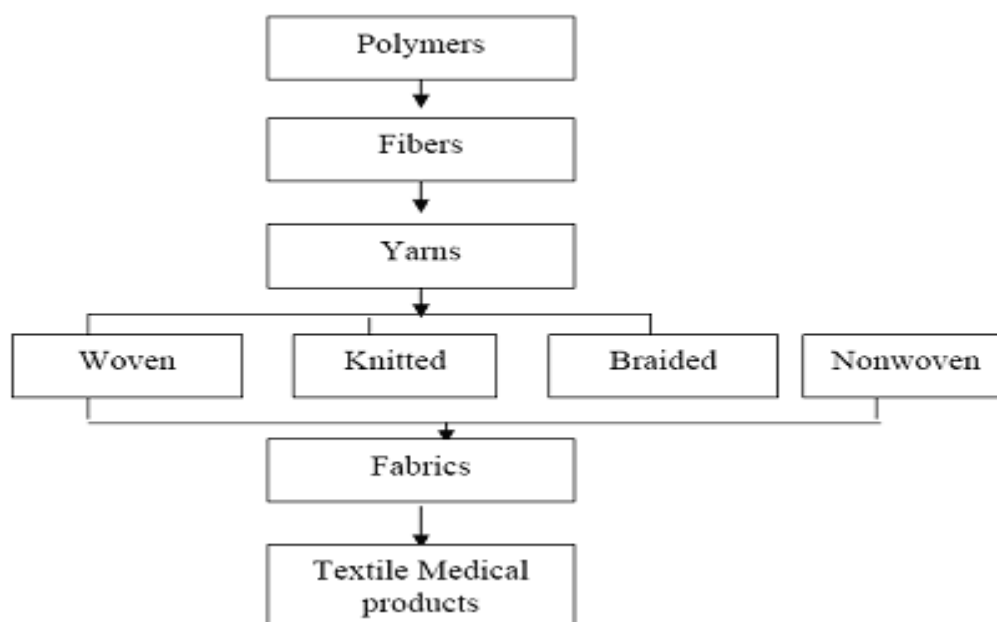 Polymers
Fibers
Yarns
Woven
Knitted
Braided
Nonwoven
Fabrics
Textile Medical
products